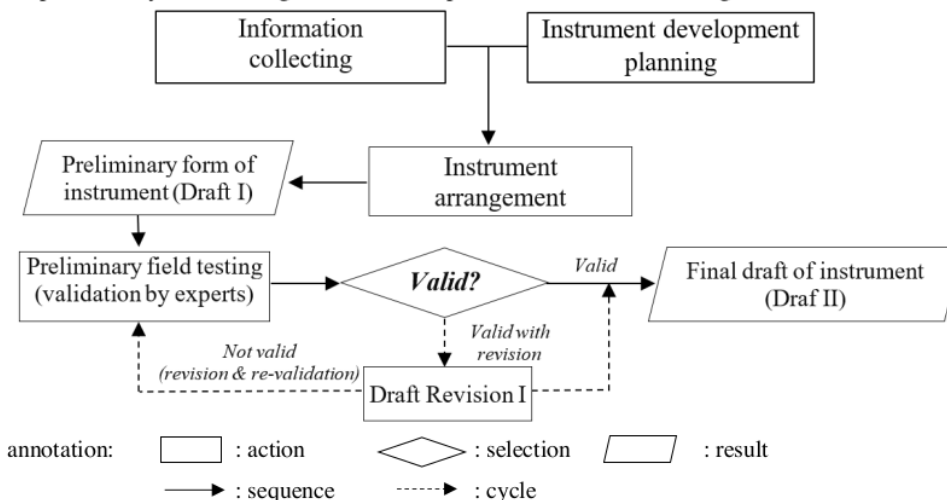 Information
collecting
Instrument development
planning
Preliminary form of
instrument (Draft I)
Instrument
arrangement
Preliminary field testing
(validation by experts)
Valid?
Valid
Final draft of instrument
(Draf II)
Valid with
revision
Not valid
(revision & re-validation)
Draft Revision I
annotation:
: action
: selection
: result
: sequence
: cycle